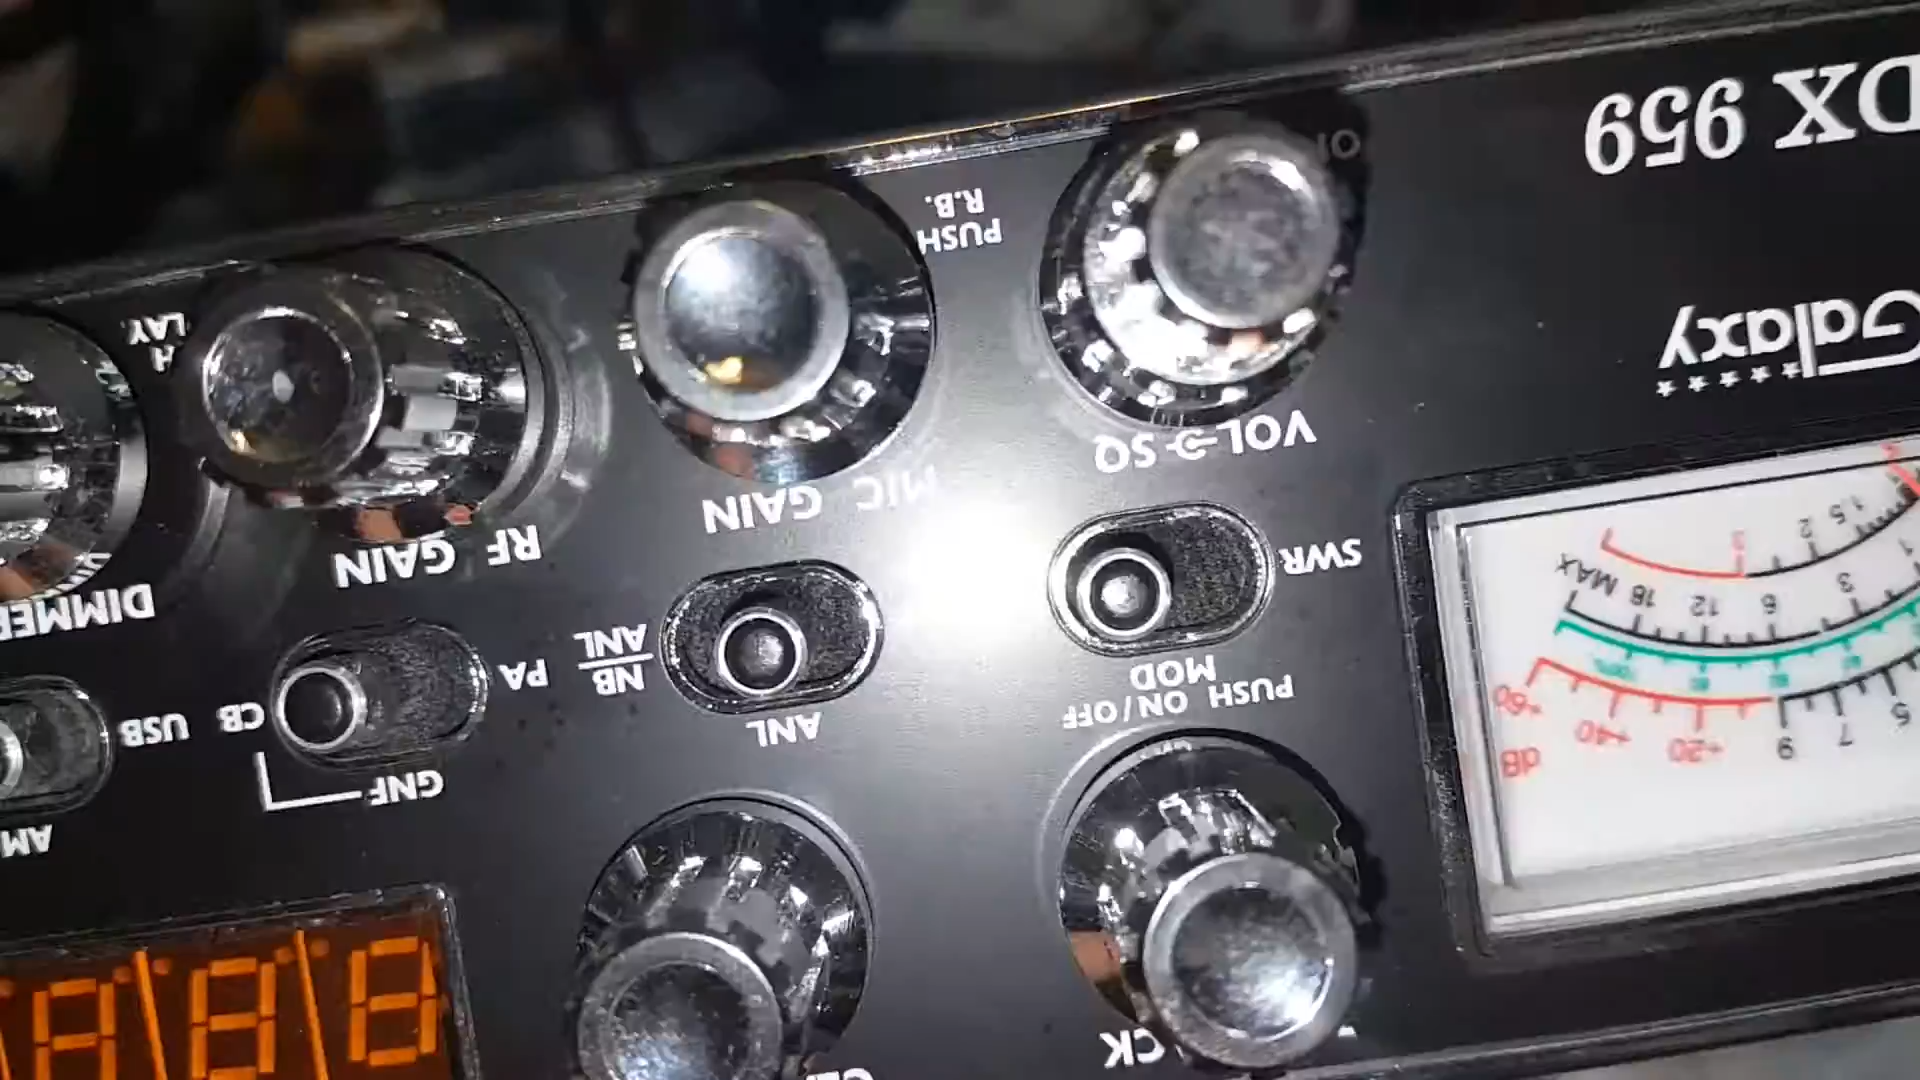 DX 959
Galaxy
VOL SQ
PUSH
R.B.
MIC GAIN
RF GAIN
DIMMER
SWR
MOD
PUSH ON/OFF
NB
ANL
ANL
PA
CB
GNF
USB
AM
1.5 2 3
1 3 6 12 18 MAX
5 7 9 +20 +40 +60
dB